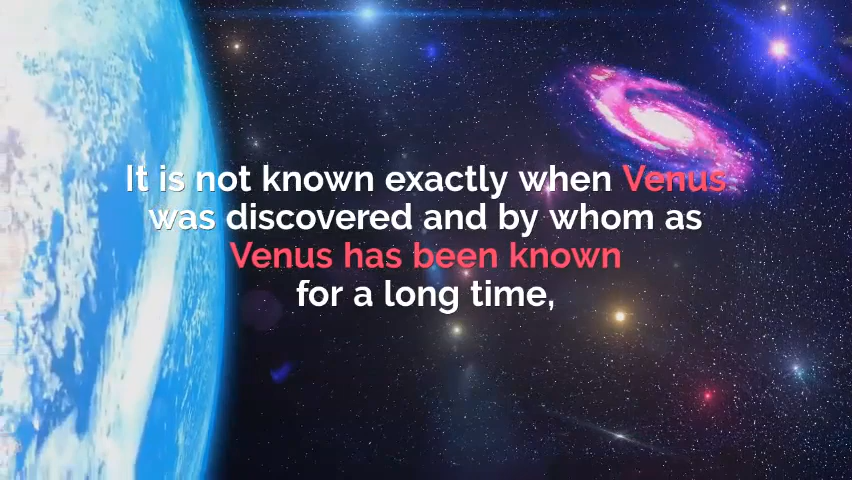 It is not known exactly when Venus
was discovered and by whom as
Venus has been known
for a long time,